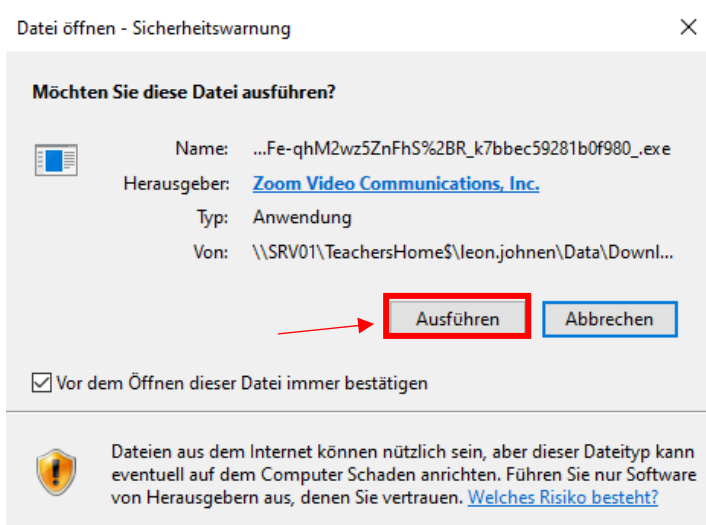 Datei öffnen - Sicherheitswarnung
Möchten Sie diese Datei ausführen?
Name: ...Fe-qhM2wz5ZnFhS%2BR_k7bbec59281b0f980_.exe
Herausgeber: Zoom Video Communications, Inc.
Typ: Anwendung
Von: \\SRV01\TeachersHome$\leon.johnen\Data\Downl...
Ausführen Abbrechen
Vor dem Öffnen dieser Datei immer bestätigen
Dateien aus dem Internet können nützlich sein, aber dieser Dateityp kann
eventuell auf dem Computer Schaden anrichten. Führen Sie nur Software
von Herausgebern aus, denen Sie vertrauen. Welches Risiko besteht?